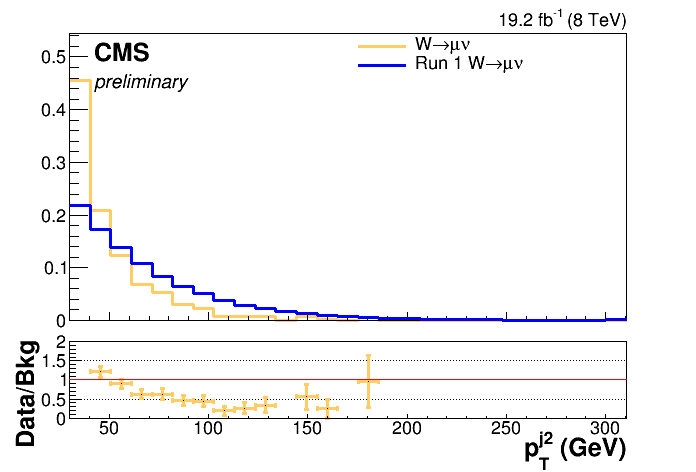 19.2 fb⁻¹ (8 TeV)
CMS
preliminary
W→μν
Run 1 W→μν
0.5
0.4
0.3
0.2
0.1
0
Data/Bkg
2
1.5
1
0.5
0
50 100 150 200 250 300
p_T^j2 (GeV)